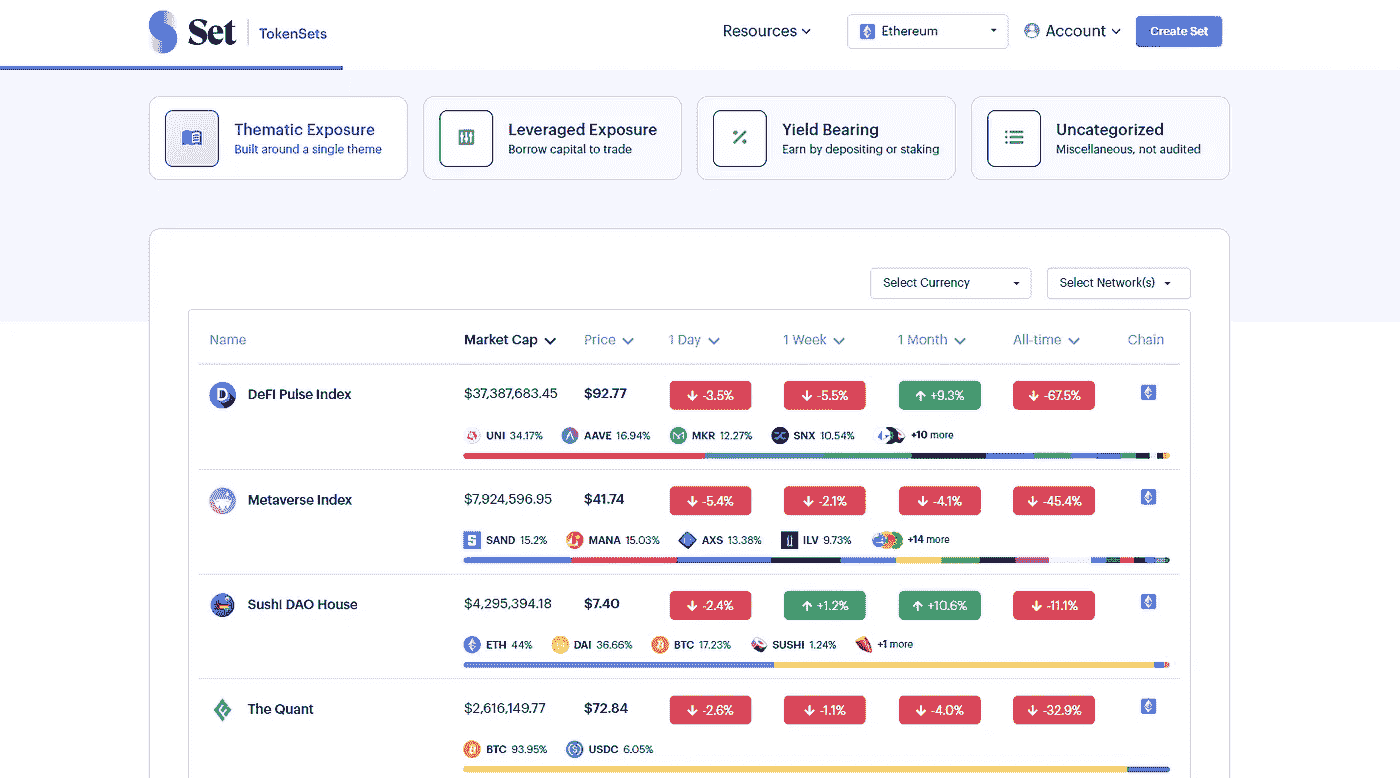 Set TokenSets Resources Ethereum Account Create Set
Thematic Exposure Leveraged Exposure Yield Bearing Uncategorized
Built around a single theme Borrow capital to trade Earn by depositing or staking Miscellaneous, not audited
Select Currency Select Network(s)
Name Market Cap Price 1 Day 1 Week 1 Month All-time Chain
DeFi Pulse Index $37,387,683.45 $92.77 -3.5% -5.5% +9.3% -67.5%
UNI 34.17% AAVE 16.94% MKR 12.27% SNX 10.54% +10 more
Metaverse Index $7,924,596.95 $41.74 -5.4% -2.1% -4.1% -45.4%
SAND 15.2% MANA 15.03% AXS 13.38% ILV 9.73% +14 more
Sushi DAO House $4,295,394.18 $7.40 -2.4% +1.2% +10.6% -11.1%
ETH 44% DAI 36.66% BTC 17.23% SUSHI 1.24% +1 more
The Quant $2,616,149.77 $72.84 -2.6% -1.1% -4.0% -32.9%
BTC 93.95% USDC 6.05%